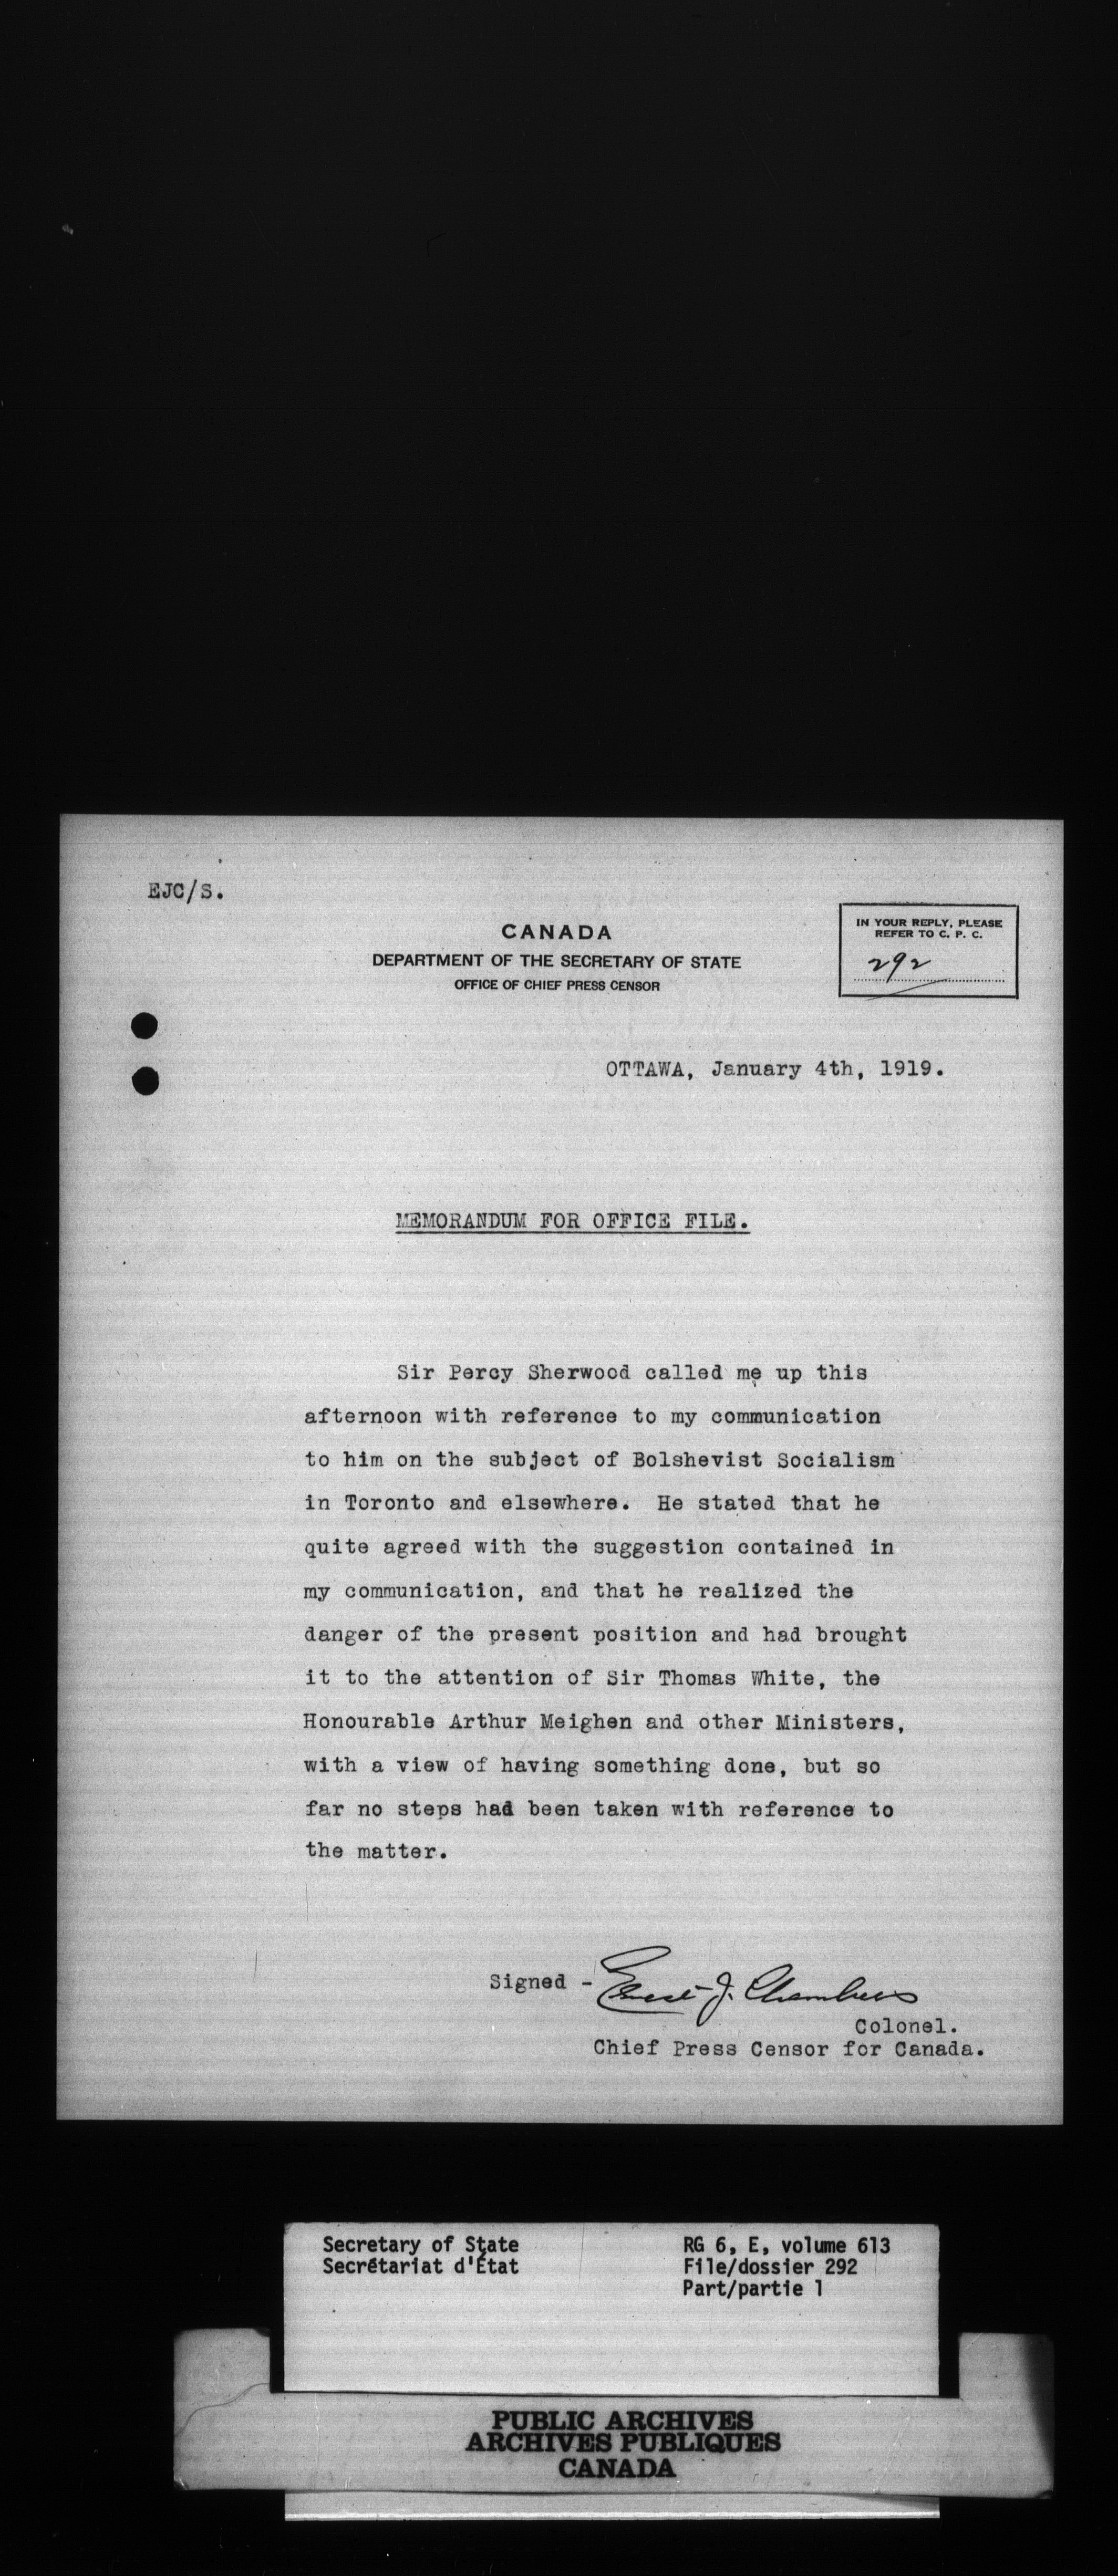 EJC/S.
CANADA
DEPARTMENT OF THE SECRETARY OF STATE
OFFICE OF CHIEF PRESS CENSOR
IN YOUR REPLY, PLEASE
REFER TO C. P. C.
292
OTTAWA, January 4th, 1919.
MEMORANDUM FOR OFFICE FILE.
Sir Percy Sherwood called me up this
afternoon with reference to my communication
to him on the subject of Bolshevist Socialism
in Toronto and elsewhere. He stated that he
quite agreed with the suggestion contained in
my communication, and that he realized the
danger of the present position and had brought
it to the attention of Sir Thomas White, the
Honourable Arthur Meighen and other Ministers,
with a view of having something done, but so
far no steps had been taken with reference to
the matter.
Signed - Ernest J. Chambers
Colonel.
Chief Press Censor for Canada.
Secretary of State
Secrétariat d'État
RG 6, E, volume 613
File/dossier 292
Part/partie 1
PUBLIC ARCHIVES
ARCHIVES PUBLIQUES
CANADA